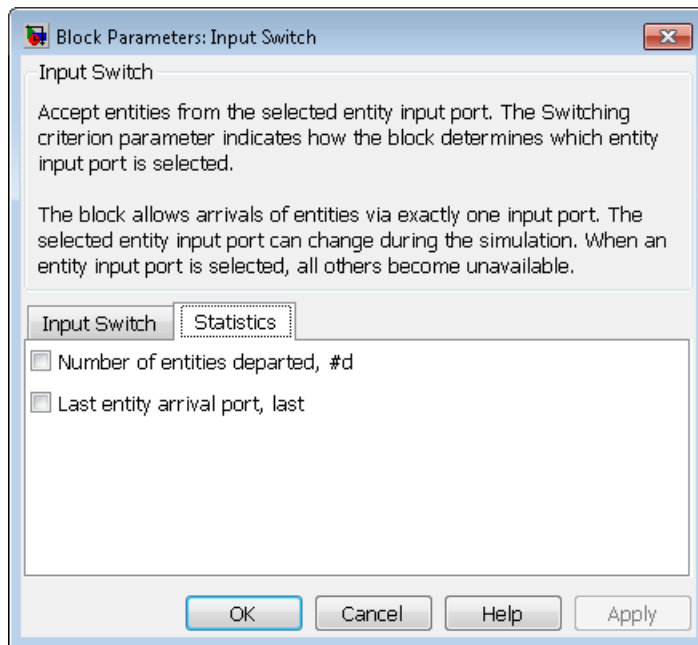 Block Parameters: Input Switch
Input Switch
Accept entities from the selected entity input port. The Switching
criterion parameter indicates how the block determines which entity
input port is selected.
The block allows arrivals of entities via exactly one input port. The
selected entity input port can change during the simulation. When an
entity input port is selected, all others become unavailable.
Input Switch Statistics
Number of entities departed, #d
Last entity arrival port, last
OK Cancel Help Apply